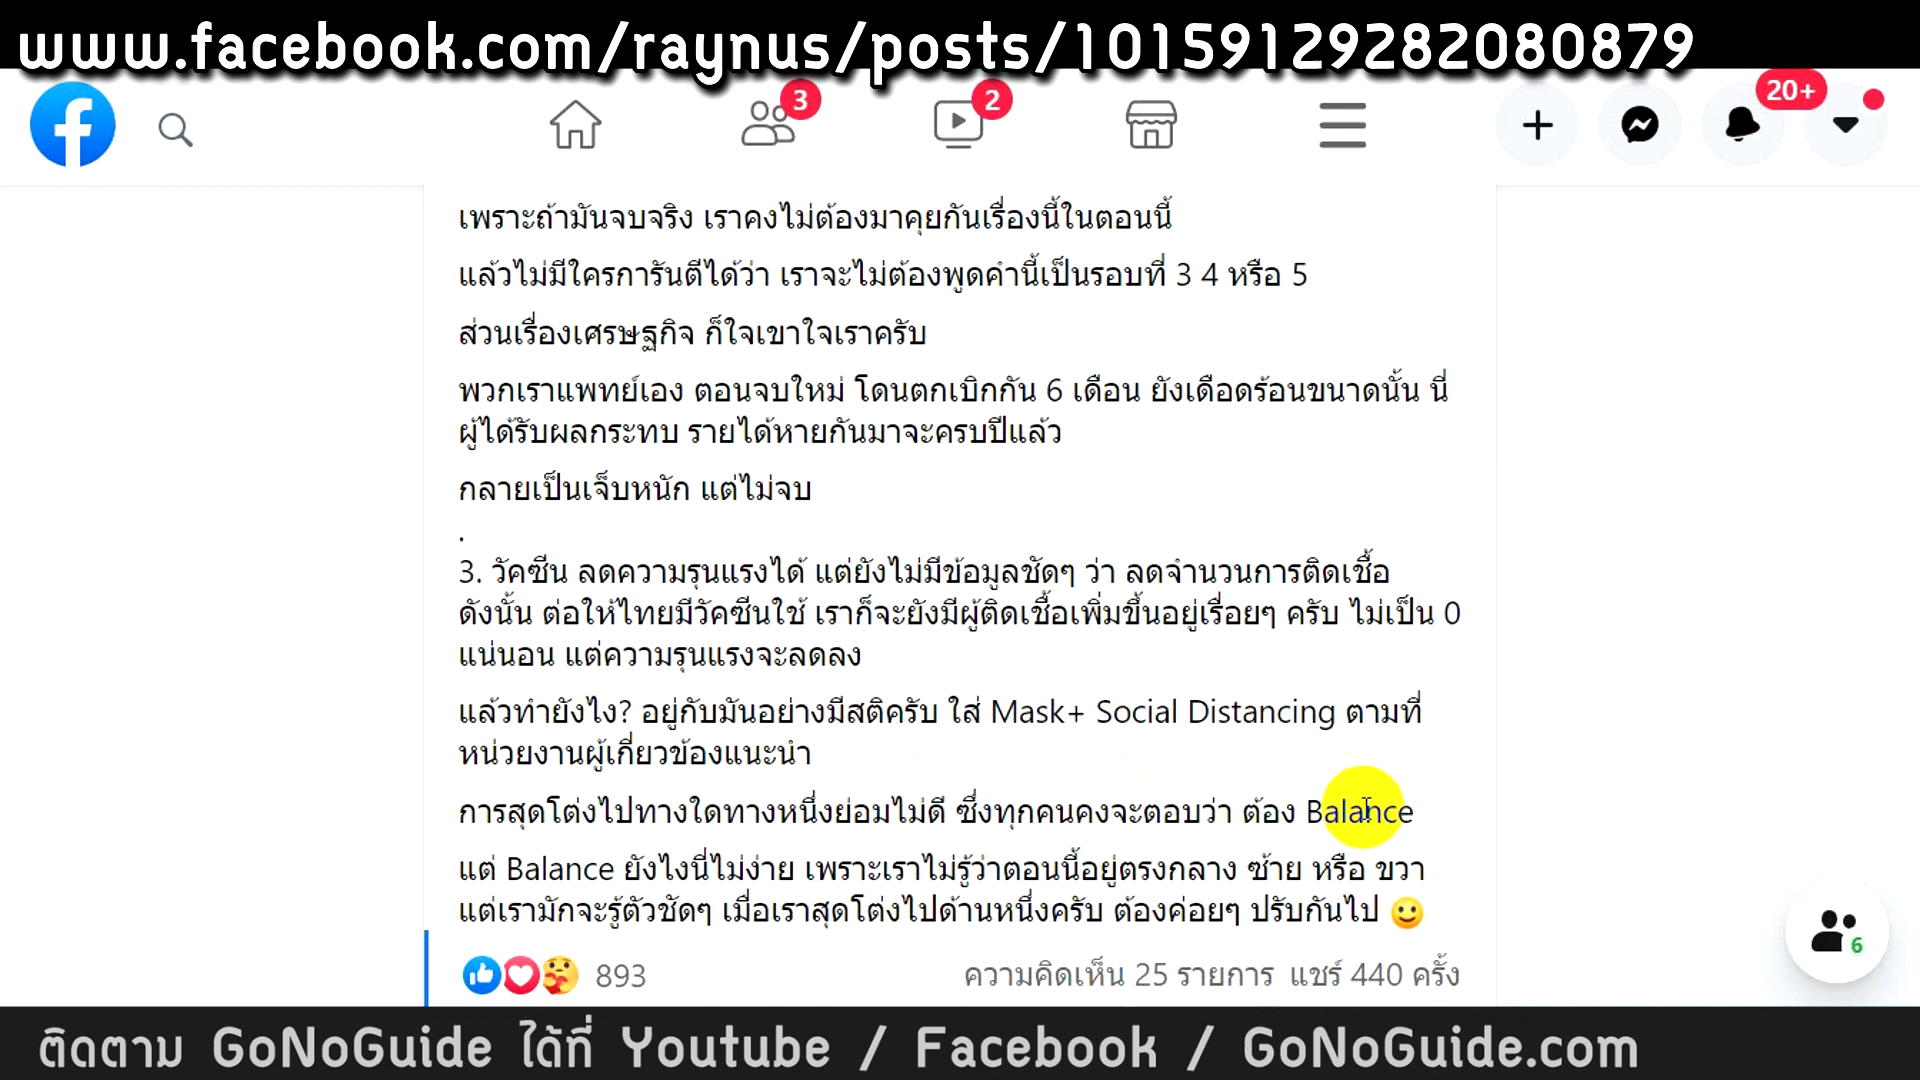 www.facebook.com/raynus/posts/10159129282080879
3
2
20+
เพราะถ้ามันจบจริง เราคงไม่ต้องมาคุยกันเรื่องนี้ในตอนนี้
แล้วไม่มีใครการันตีได้ว่า เราจะไม่ต้องพูดคำนี้เป็นรอบที่ 3 4 หรือ 5
ส่วนเรื่องเศรษฐกิจ ก็ใจเขาใจเราครับ
พวกเราแพทย์เอง ตอนจบใหม่ โดนตกเบิกกัน 6 เดือน ยังเดือดร้อนขนาดนั้น นี่
ผู้ได้รับผลกระทบ รายได้หายกันมาจะครบปีแล้ว
กลายเป็นเจ็บหนัก แต่ไม่จบ
.
3. วัคซีน ลดความรุนแรงได้ แต่ยังไม่มีข้อมูลชัดๆ ว่า ลดจำนวนการติดเชื้อ
ดังนั้น ต่อให้ไทยมีวัคซีนใช้ เราก็จะยังมีผู้ติดเชื้อเพิ่มขึ้นอยู่เรื่อยๆ ครับ ไม่เป็น 0
แน่นอน แต่ความรุนแรงจะลดลง
แล้วทำยังไง? อยู่กับมันอย่างมีสติครับ ใส่ Mask+ Social Distancing ตามที่
หน่วยงานผู้เกี่ยวข้องแนะนำ
การสุดโต่งไปทางใดทางหนึ่งย่อมไม่ดี ซึ่งทุกคนคงจะตอบว่า ต้อง Balance
แต่ Balance ยังไงนี่ไม่ง่าย เพราะเราไม่รู้ว่าตอนนี้อยู่ตรงกลาง ซ้าย หรือ ขวา
แต่เรามักจะรู้ตัวชัดๆ เมื่อเราสุดโต่งไปด้านหนึ่งครับ ต้องค่อยๆ ปรับกันไป 🙂
6
893
ความคิดเห็น 25 รายการ แชร์ 440 ครั้ง
ติดตาม GoNoGuide ได้ที่ Youtube / Facebook / GoNoGuide.com